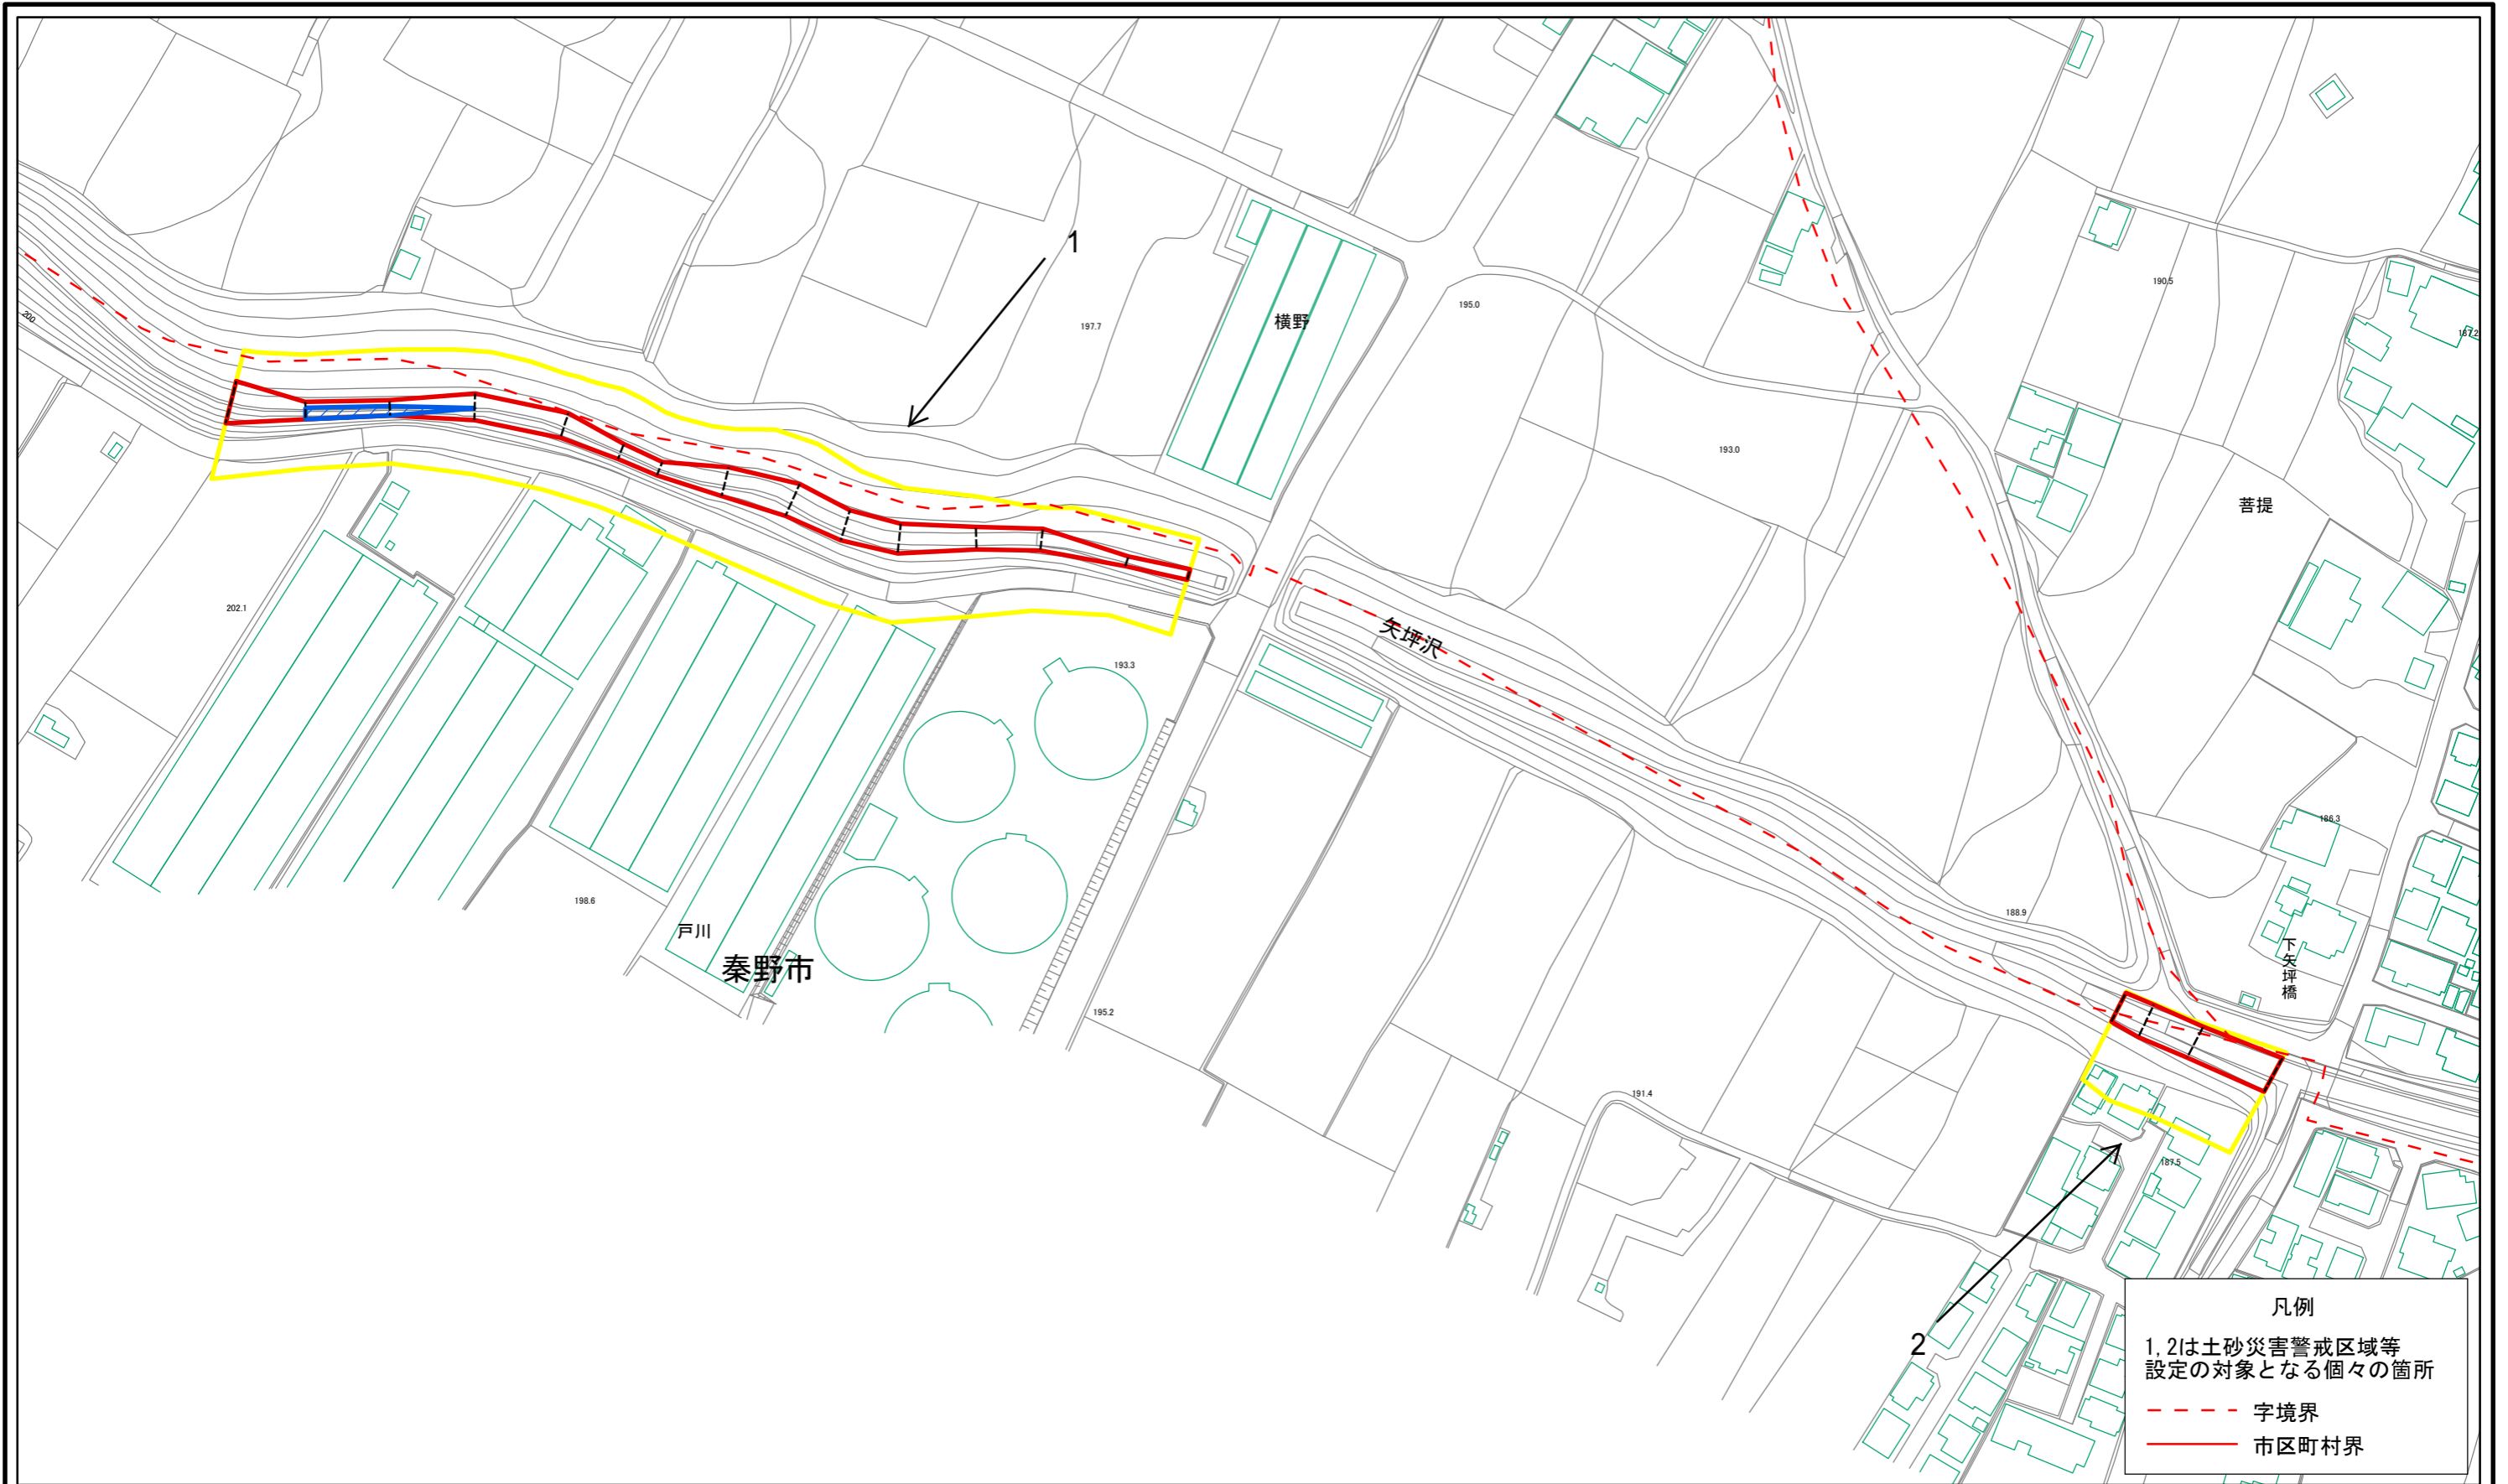 1
200
197.7
横野
195.0
190.5
187.2
193.0
菩提
202.1
矢坪沢
193.3
186.3
198.6
戸川
秦野市
188.9
下矢坪橋
195.2
191.4
187.5
2
凡例
1,2は土砂災害警戒区域等
設定の対象となる個々の箇所
字境界
市区町村界